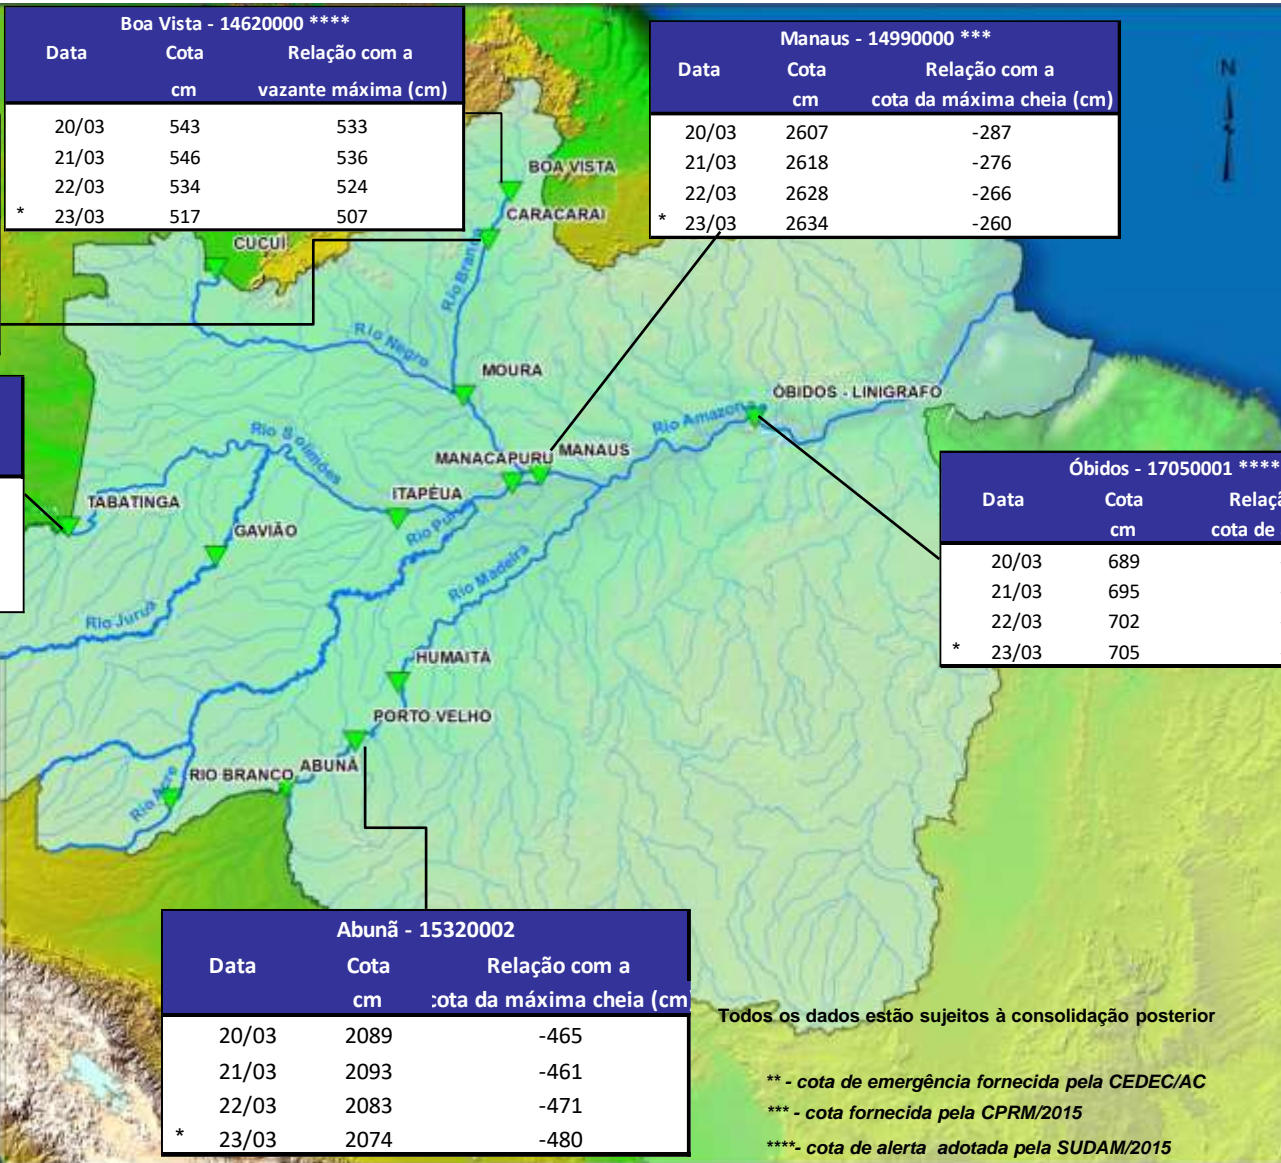 Boa Vista - 14620000 ****
Data Cota Relação com a
cm vazante máxima (cm)
20/03 543 533
21/03 546 536
22/03 534 524
* 23/03 517 507
Manaus - 14990000 ***
Data Cota Relação com a
cm cota da máxima cheia (cm)
20/03 2607 -287
21/03 2618 -276
22/03 2628 -266
* 23/03 2634 -260
N
BOA VISTA
CARACARAI
CUCUÍ
Rio Branco
Rio Negro
MOURA
ÓBIDOS - LINIGRAFO
Rio Amazonas
Rio Solimões
MANACAPURU MANAUS
TABATINGA
ITAPÉUA
GAVIÃO
Rio Purus
Rio Madeira
Rio Juruá
HUMAITÁ
PORTO VELHO
RIO BRANCO ABUNÃ
Rio Acre
Óbidos - 17050001 ****
Data Cota
cm cota de
20/03 689
21/03 695
22/03 702
* 23/03 705
Abunã - 15320002
Data Cota Relação com a
cm cota da máxima cheia (cm
20/03 2089 -465
21/03 2093 -461
22/03 2083 -471
* 23/03 2074 -480
Todos os dados estão sujeitos à consolidação posterior
** - cota de emergência fornecida pela CEDEC/AC
*** - cota fornecida pela CPRM/2015
****- cota de alerta adotada pela SUDAM/2015